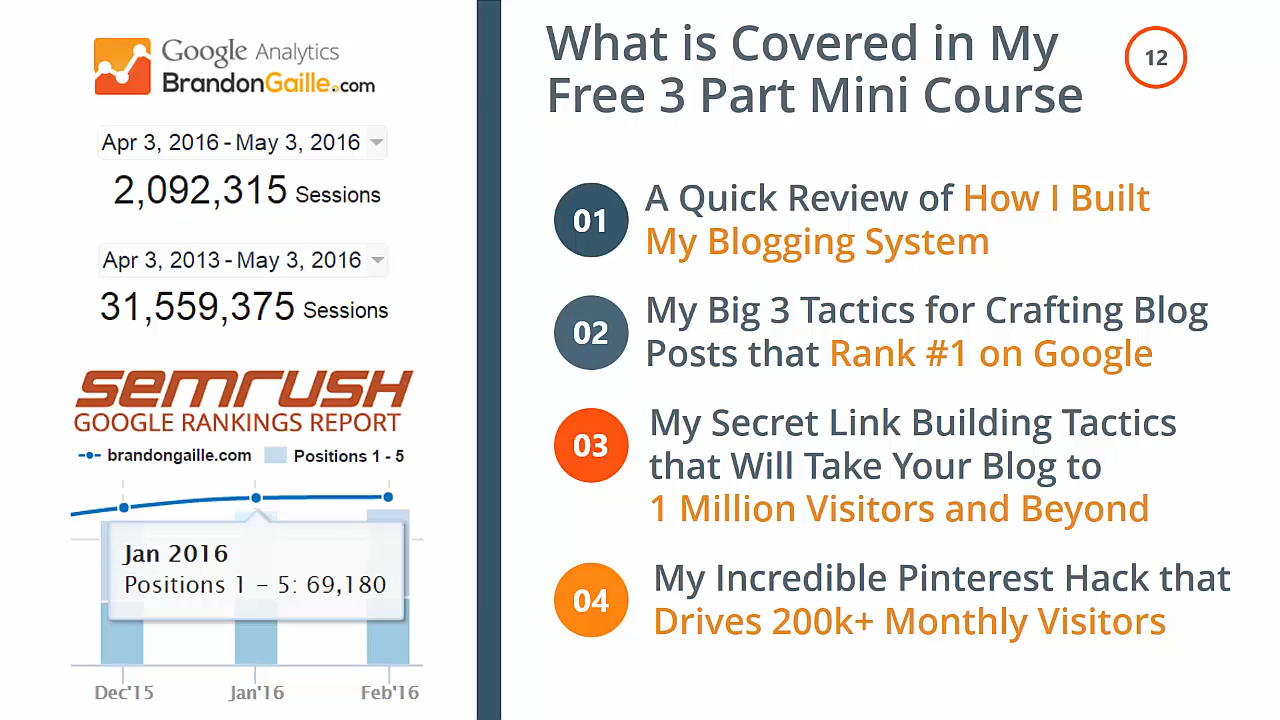 Google Analytics
BrandonGaille.com
Apr 3, 2016 - May 3, 2016
2,092,315 Sessions
Apr 3, 2013 - May 3, 2016
31,559,375 Sessions
semrush
GOOGLE RANKINGS REPORT
brandongaille.com Positions 1 - 5
Jan 2016
Positions 1 – 5: 69,180
Dec'15 Jan'16 Feb'16
What is Covered in My
Free 3 Part Mini Course
12
01
A Quick Review of How I Built
My Blogging System
02
My Big 3 Tactics for Crafting Blog
Posts that Rank #1 on Google
03
My Secret Link Building Tactics
that Will Take Your Blog to
1 Million Visitors and Beyond
04
My Incredible Pinterest Hack that
Drives 200k+ Monthly Visitors